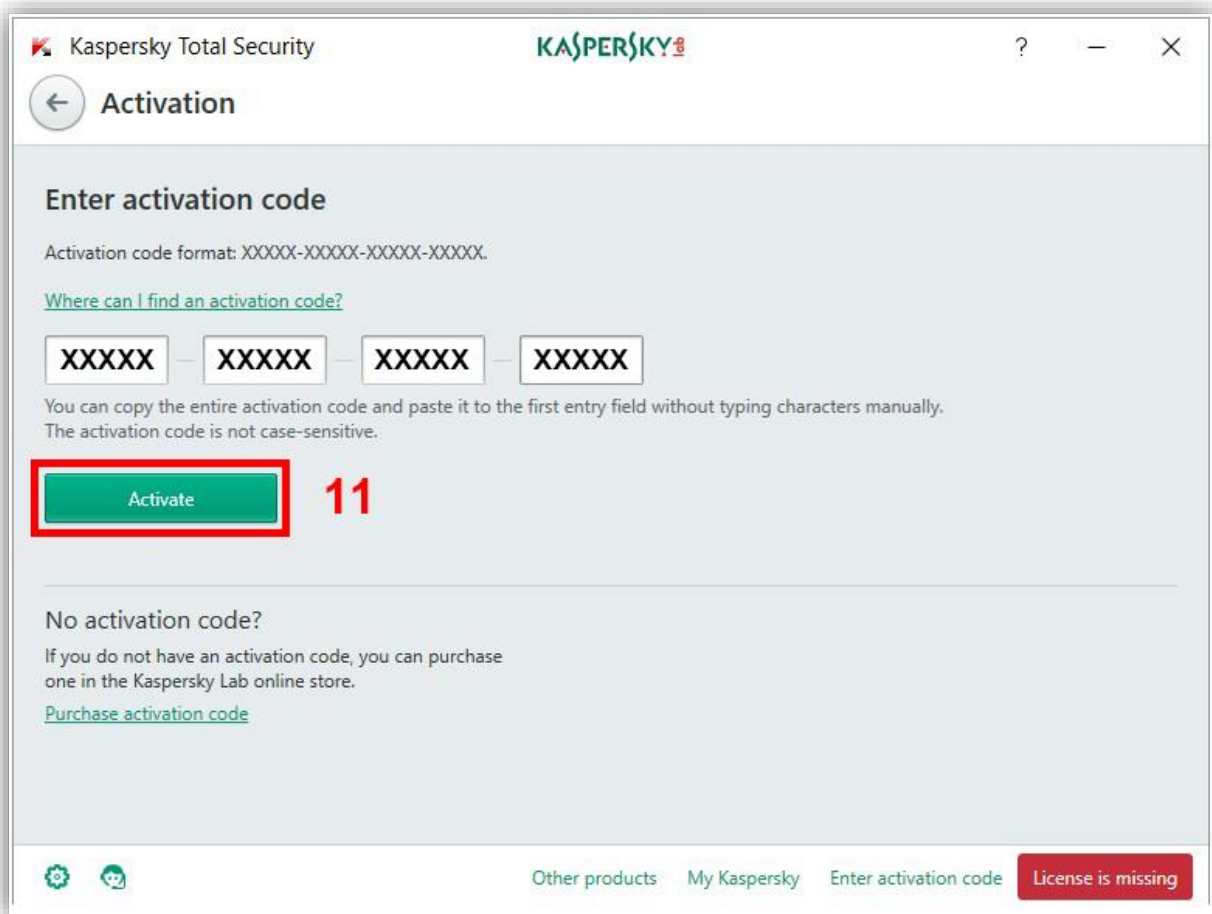 Kaspersky Total Security
KASPERSKY lab
?
Activation
Enter activation code
Activation code format: XXXXX-XXXXX-XXXXX-XXXXX.
Where can I find an activation code?
XXXXX – XXXXX – XXXXX – XXXXX
You can copy the entire activation code and paste it to the first entry field without typing characters manually.
The activation code is not case-sensitive.
Activate 11
No activation code?
If you do not have an activation code, you can purchase
one in the Kaspersky Lab online store.
Purchase activation code
Other products My Kaspersky Enter activation code License is missing